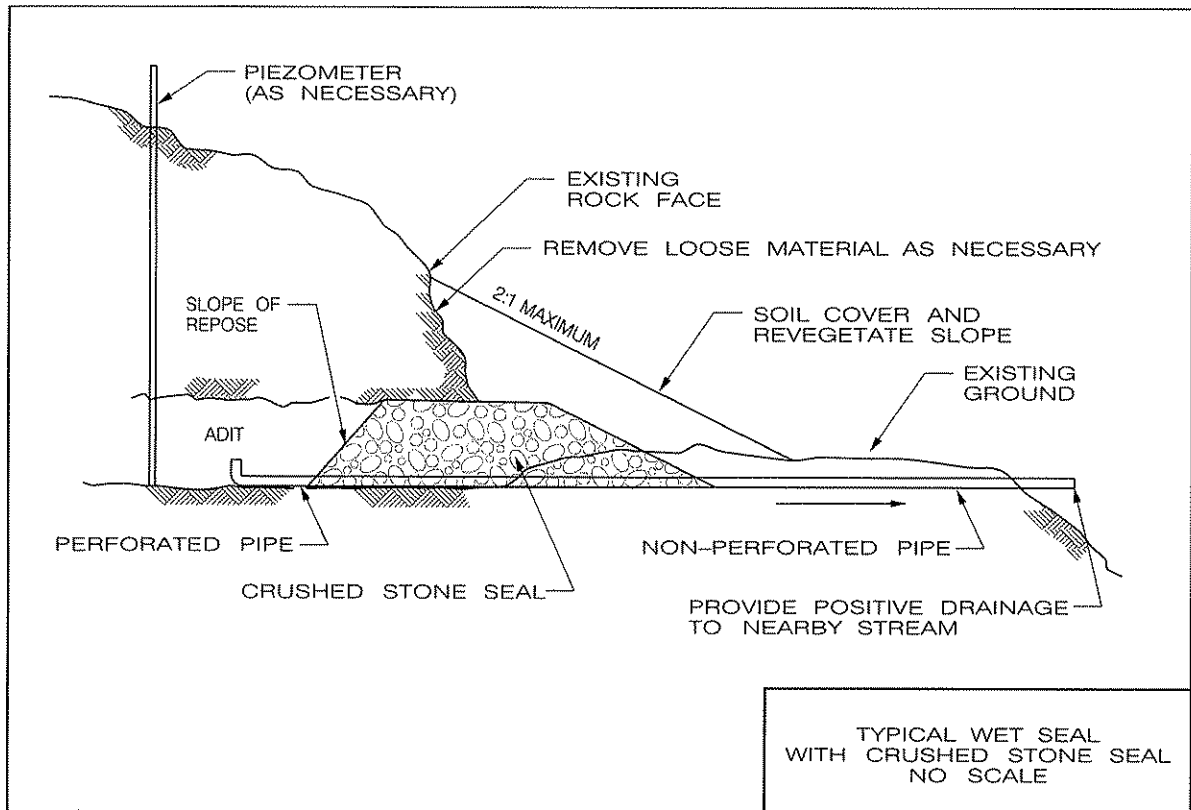 PIEZOMETER
(AS NECESSARY)
EXISTING
ROCK FACE
REMOVE LOOSE MATERIAL AS NECESSARY
SLOPE OF
REPOSE
2:1 MAXIMUM
SOIL COVER AND
REVEGETATE SLOPE
EXISTING
GROUND
ADIT
PERFORATED PIPE
NON-PERFORATED PIPE
CRUSHED STONE SEAL
PROVIDE POSITIVE DRAINAGE
TO NEARBY STREAM
TYPICAL WET SEAL
WITH CRUSHED STONE SEAL
NO SCALE